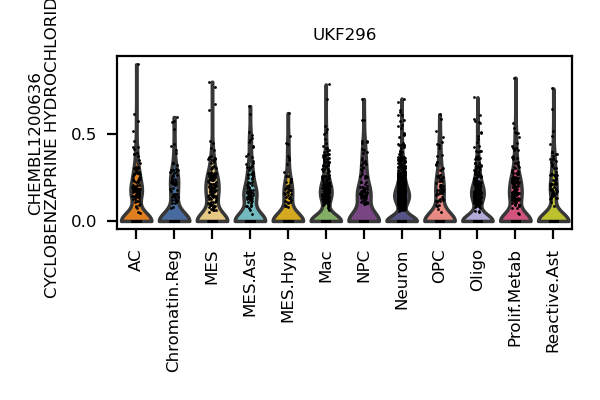 UKF296
CHEMBL1200636
CYCLOBENZAPRINE HYDROCHLORID
0.5
0.0
AC
Chromatin.Reg
MES
MES.Ast
MES.Hyp
Mac
NPC
Neuron
OPC
Oligo
Prolif.Metab
Reactive.Ast